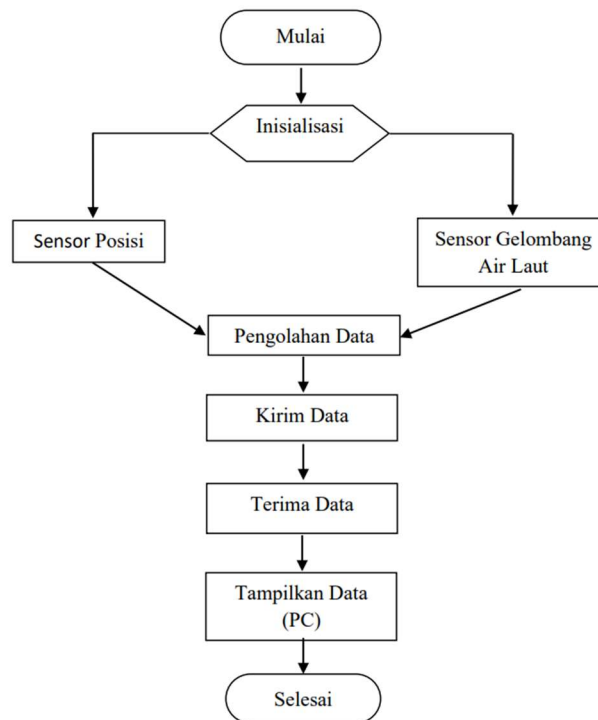 Mulai
Inisialisasi
Sensor Posisi
Sensor Gelombang
Air Laut
Pengolahan Data
Kirim Data
Terima Data
Tampilkan Data
(PC)
Selesai